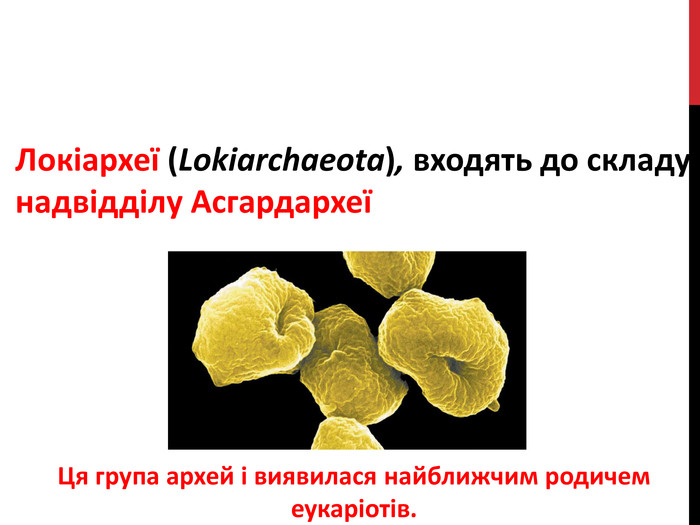 Локіархеї (Lokiarchaeota), входять до складу
надвідділу Асгардархеї
Ця група архей і виявилася найближчим родичем
еукаріотів.